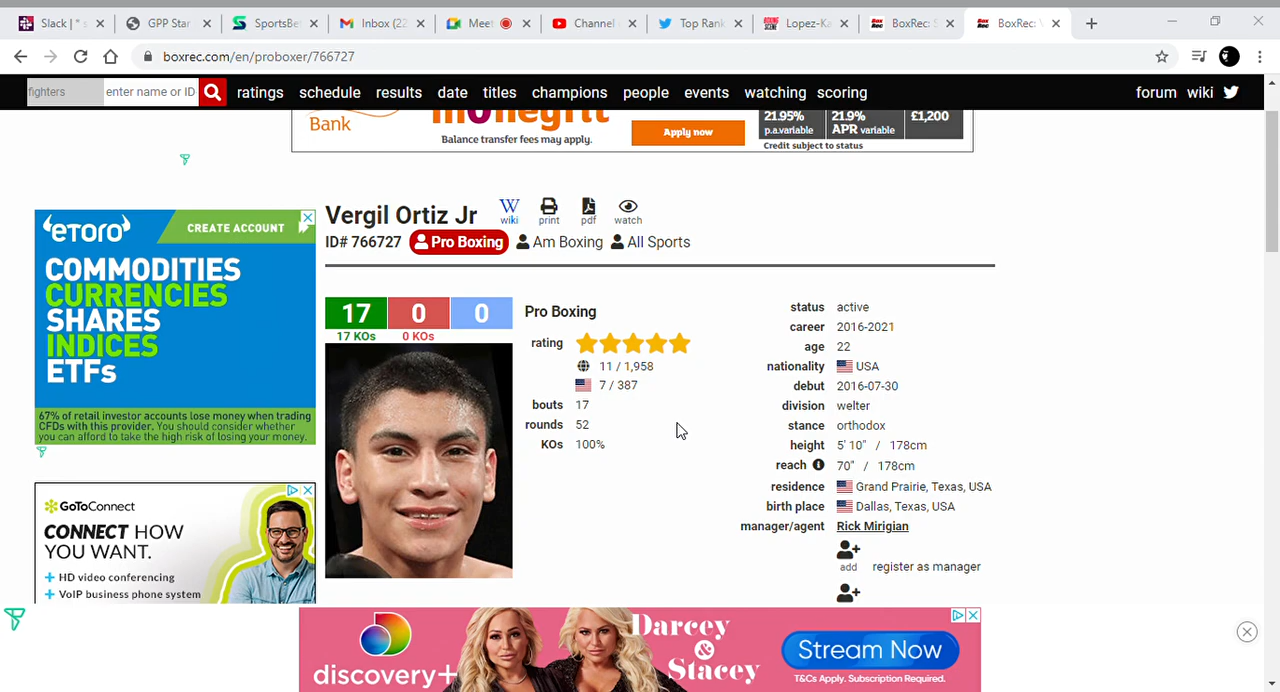 Slack | * s
GPP Star
SportsBe
Inbox (22
Meet
Channel
Top Rank
Lopez-Ka
BoxRec: S
BoxRec: V
boxrec.com/en/proboxer/766727
fighters
enter name or ID
ratings
schedule
results
date
titles
champions
people
events
watching
scoring
forum
wiki
Bank
Balance transfer fees may apply.
Apply now
21.95%
p.a.variable
21.9%
APR variable
£1,200
Credit subject to status
Vergil Ortiz Jr
wiki
print
pdf
watch
ID# 766727
Pro Boxing
Am Boxing
All Sports
eTORO
CREATE ACCOUNT
COMMODITIES
CURRENCIES
SHARES
INDICES
ETFs
67% of retail investor accounts lose money when trading
CFDs with this provider. You should consider whether
you can afford to take the high risk of losing your money.
17
0
0
17 KOs
0 KOs
Pro Boxing
rating
11 / 1,958
7 / 387
bouts 17
rounds 52
KOs 100%
status active
career 2016-2021
age 22
nationality USA
debut 2016-07-30
division welter
stance orthodox
height 5' 10" / 178cm
reach 70" / 178cm
residence Grand Prairie, Texas, USA
birth place Dallas, Texas, USA
manager/agent Rick Mirigian
add
register as manager
GoToConnect
CONNECT HOW
YOU WANT.
+ HD video conferencing
+ VoIP business phone system
discovery+
Darcey
& Stacey
Stream Now
T&Cs Apply. Subscription Required.